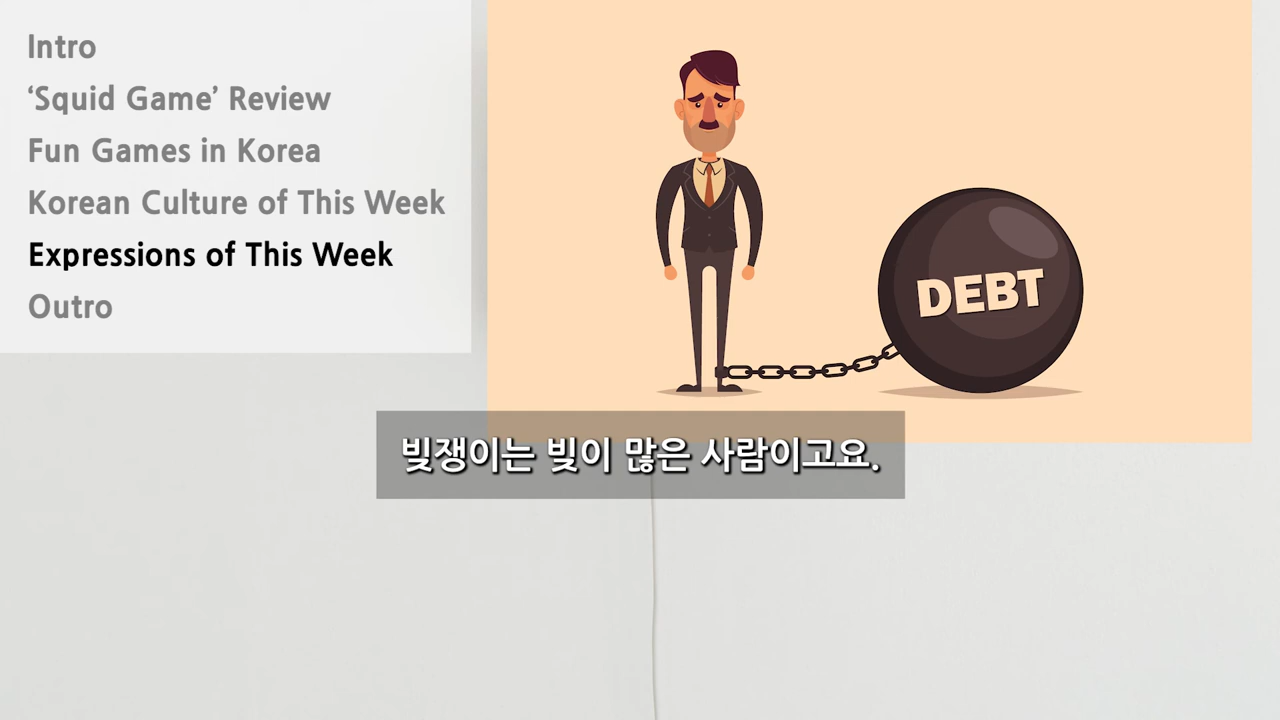 Intro
‘Squid Game’ Review
Fun Games in Korea
Korean Culture of This Week
Expressions of This Week
Outro
DEBT
빚쟁이는 빚이 많은 사람이고요.